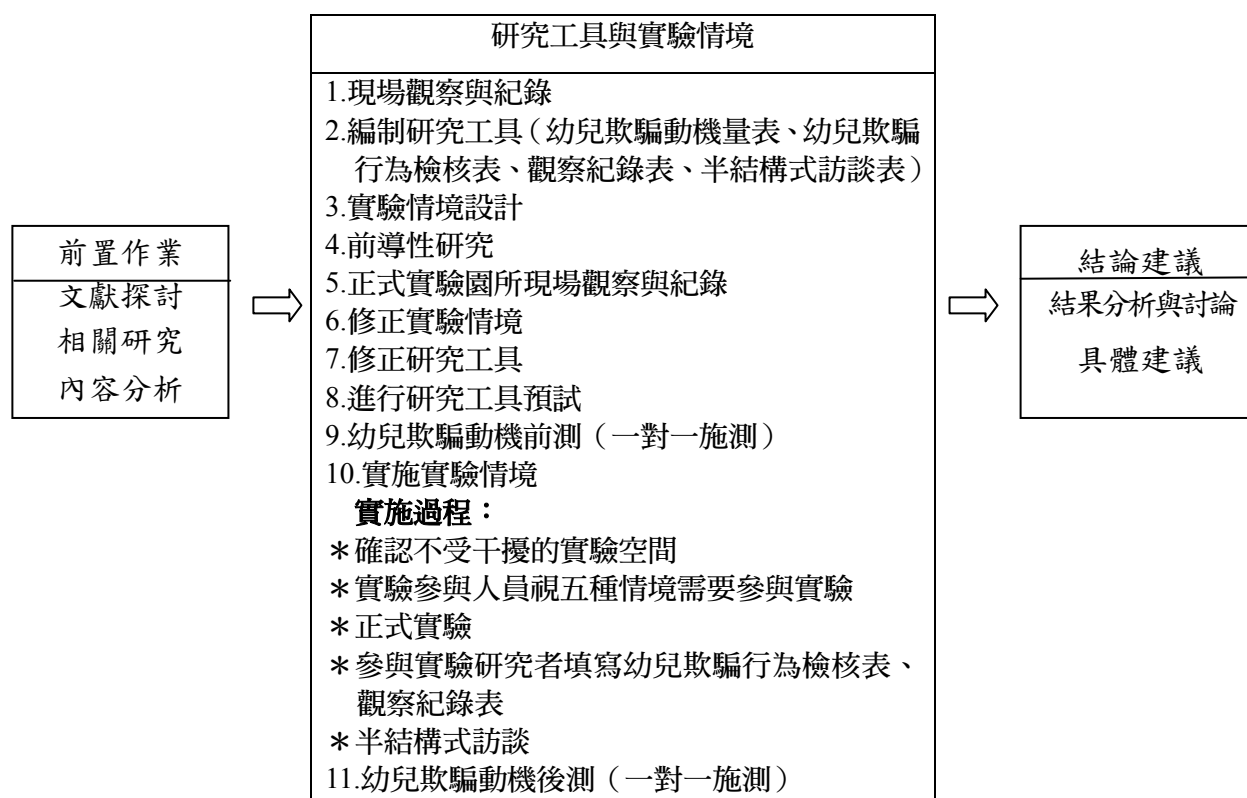 前置作業
文獻探討
相關研究
內容分析
研究工具與實驗情境
1.現場觀察與紀錄
2.編制研究工具（幼兒欺騙動機量表、幼兒欺騙
行為檢核表、觀察紀錄表、半結構式訪談表）
3.實驗情境設計
4.前導性研究
5.正式實驗園所現場觀察與紀錄
6.修正實驗情境
7.修正研究工具
8.進行研究工具預試
9.幼兒欺騙動機前測（一對一施測）
10.實施實驗情境
實施過程：
＊確認不受干擾的實驗空間
＊實驗參與人員視五種情境需要參與實驗
＊正式實驗
＊參與實驗研究者填寫幼兒欺騙行為檢核表、
觀察紀錄表
＊半結構式訪談
11.幼兒欺騙動機後測（一對一施測）
結論建議
結果分析與討論
具體建議